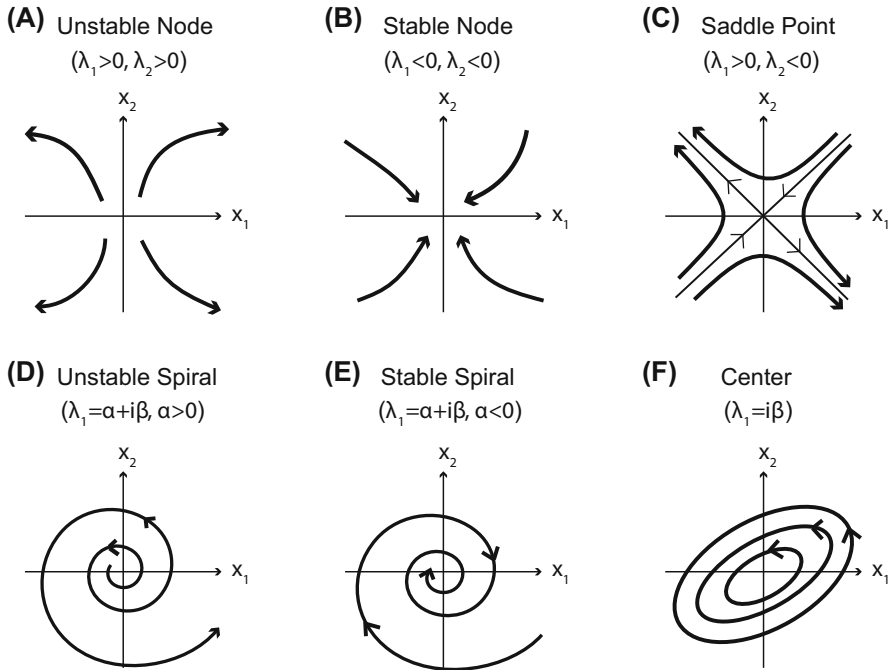 (A) Unstable Node
(λ₁>0, λ₂>0)
x₂
x₁
(B) Stable Node
(λ₁<0, λ₂<0)
x₂
x₁
(C) Saddle Point
(λ₁>0, λ₂<0)
x₂
x₁
(D) Unstable Spiral
(λ₁=α+iβ, α>0)
x₂
x₁
(E) Stable Spiral
(λ₁=α+iβ, α<0)
x₂
x₁
(F) Center
(λ₁=iβ)
x₂
x₁